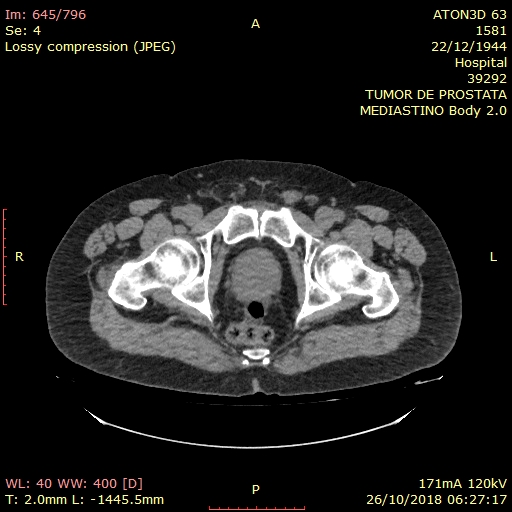 Im: 645/796
Se: 4
Lossy compression (JPEG)
A
ATON3D 63
1581
22/12/1944
Hospital
39292
TUMOR DE PROSTATA
MEDIASTINO Body 2.0
R
L
WL: 40 WW: 400 [D]
T: 2.0mm L: -1445.5mm
P
171mA 120kV
26/10/2018 06:27:17